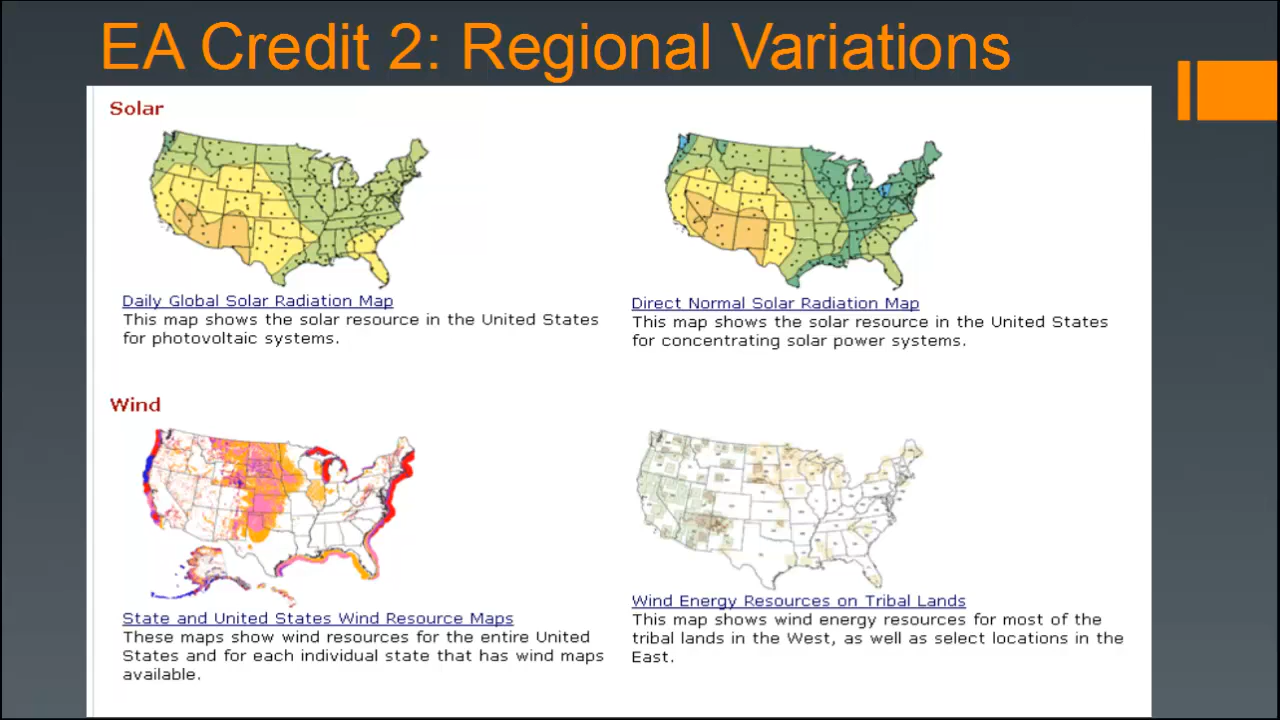 EA Credit 2: Regional Variations
Solar
Daily Global Solar Radiation Map
This map shows the solar resource in the United States
for photovoltaic systems.
Direct Normal Solar Radiation Map
This map shows the solar resource in the United States
for concentrating solar power systems.
Wind
State and United States Wind Resource Maps
These maps show wind resources for the entire United
States and for each individual state that has wind maps
available.
Wind Energy Resources on Tribal Lands
This map shows wind energy resources for most of the
tribal lands in the West, as well as select locations in the
East.